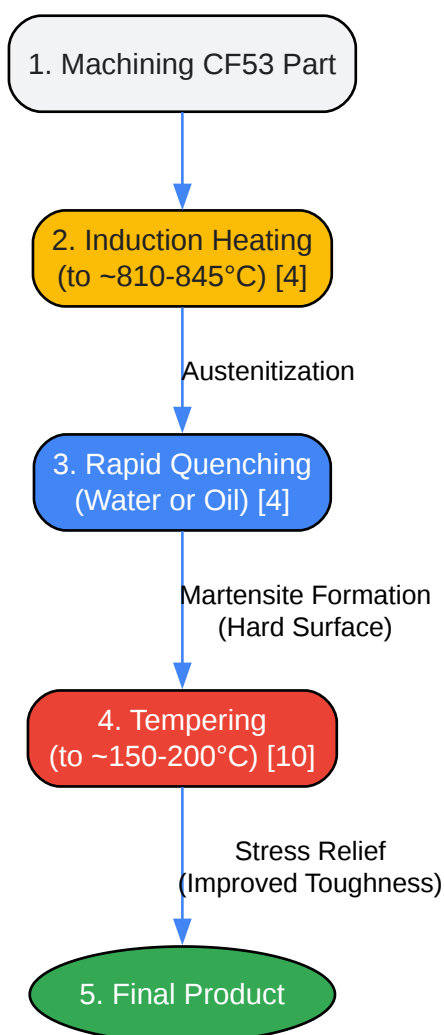 1. Machining CF53 Part
2. Induction Heating
(to ~810-845°C) [4]
Austenitization
3. Rapid Quenching
(Water or Oil) [4]
Martensite Formation
(Hard Surface)
4. Tempering
(to ~150-200°C) [10]
Stress Relief
(Improved Toughness)
5. Final Product